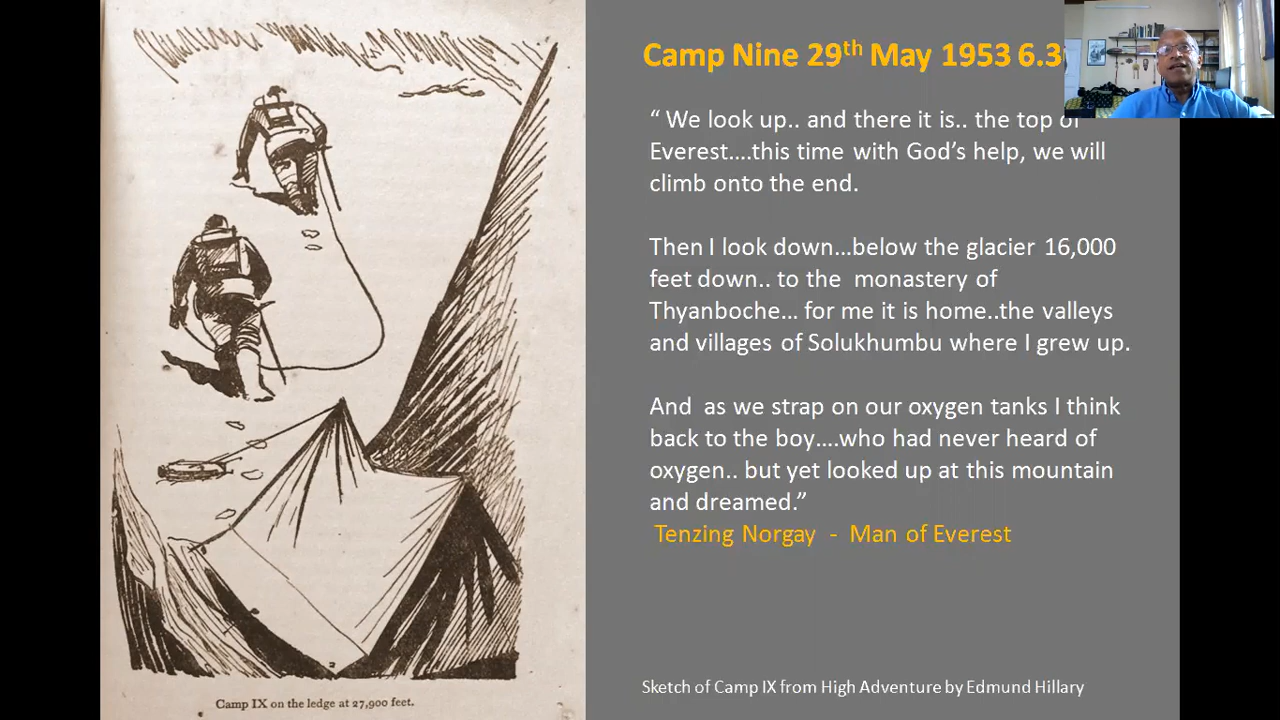 Camp Nine 29th May 1953 6.3
“ We look up.. and there it is.. the top of
Everest....this time with God’s help, we will
climb onto the end.
Then I look down...below the glacier 16,000
feet down.. to the monastery of
Thyanboche... for me it is home..the valleys
and villages of Solukhumbu where I grew up.
And as we strap on our oxygen tanks I think
back to the boy....who had never heard of
oxygen.. but yet looked up at this mountain
and dreamed.”
Tenzing Norgay - Man of Everest
Sketch of Camp IX from High Adventure by Edmund Hillary
Camp IX on the ledge at 27,900 feet.